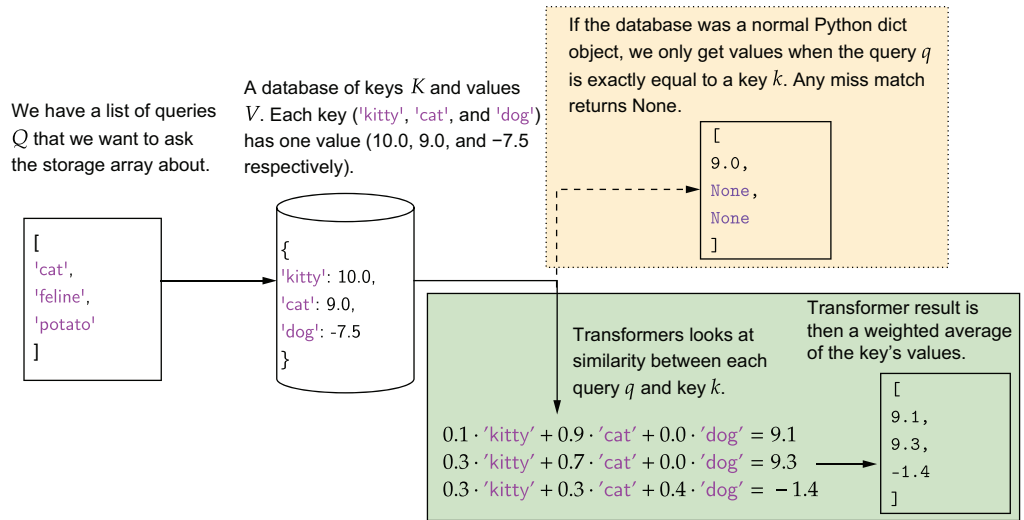 We have a list of queries
Q that we want to ask
the storage array about.
[
'cat',
'feline',
'potato'
]
A database of keys K and values
V. Each key ('kitty', 'cat', and 'dog')
has one value (10.0, 9.0, and −7.5
respectively).
{
'kitty': 10.0,
'cat': 9.0,
'dog': -7.5
}
If the database was a normal Python dict
object, we only get values when the query q
is exactly equal to a key k. Any miss match
returns None.
[
9.0,
None,
None
]
Transformers looks at
similarity between each
query q and key k.
0.1 · 'kitty' + 0.9 · 'cat' + 0.0 · 'dog' = 9.1
0.3 · 'kitty' + 0.7 · 'cat' + 0.0 · 'dog' = 9.3
0.3 · 'kitty' + 0.3 · 'cat' + 0.4 · 'dog' = −1.4
Transformer result is
then a weighted average
of the key's values.
[
9.1,
9.3,
-1.4
]